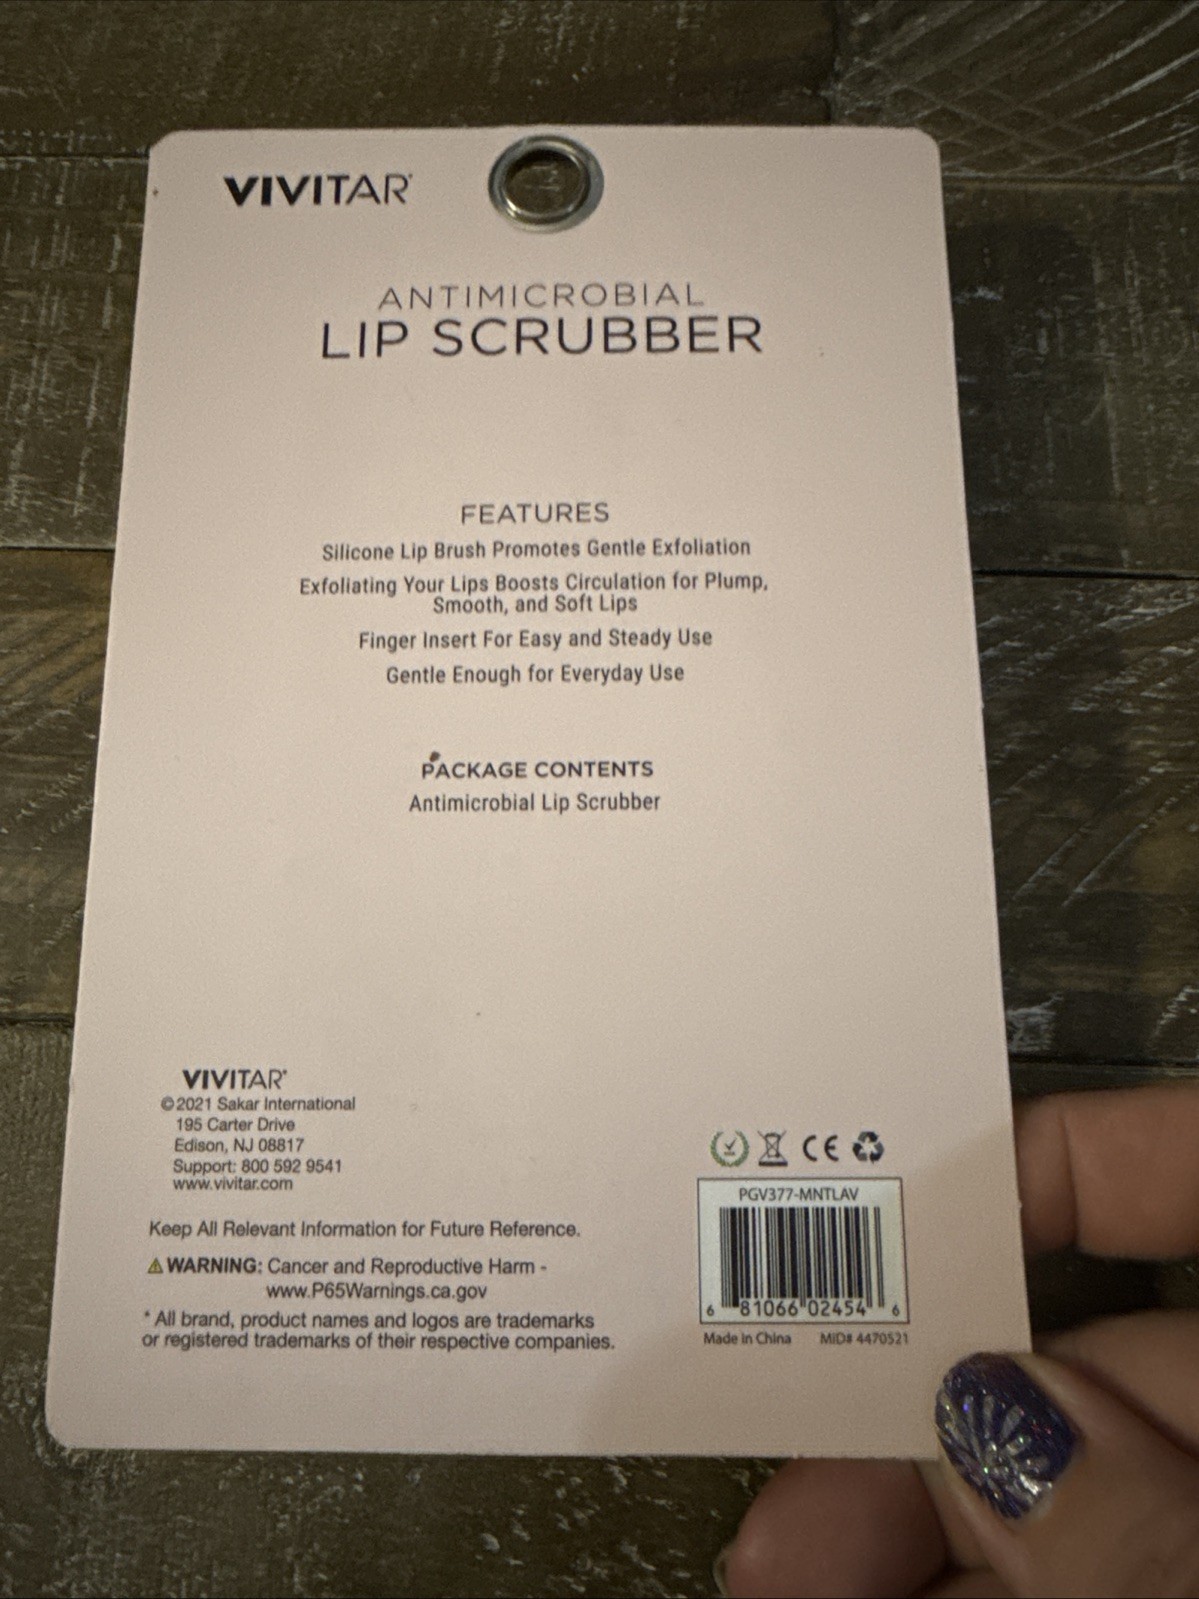 VIVITAR®
ANTIMICROBIAL
LIP SCRUBBER
FEATURES
Silicone Lip Brush Promotes Gentle Exfoliation
Exfoliating Your Lips Boosts Circulation for Plump,
Smooth, and Soft Lips
Finger Insert For Easy and Steady Use
Gentle Enough for Everyday Use
PACKAGE CONTENTS
Antimicrobial Lip Scrubber
VIVITAR®
©2021 Sakar International
195 Carter Drive
Edison, NJ 08817
Support: 800 592 9541
www.vivitar.com
Keep All Relevant Information for Future Reference.
⚠ WARNING: Cancer and Reproductive Harm -
www.P65Warnings.ca.gov
* All brand, product names and logos are trademarks
or registered trademarks of their respective companies.
CE
PGV377-MNTLAV
6 81066 02454 6
Made in China MID# 4470521